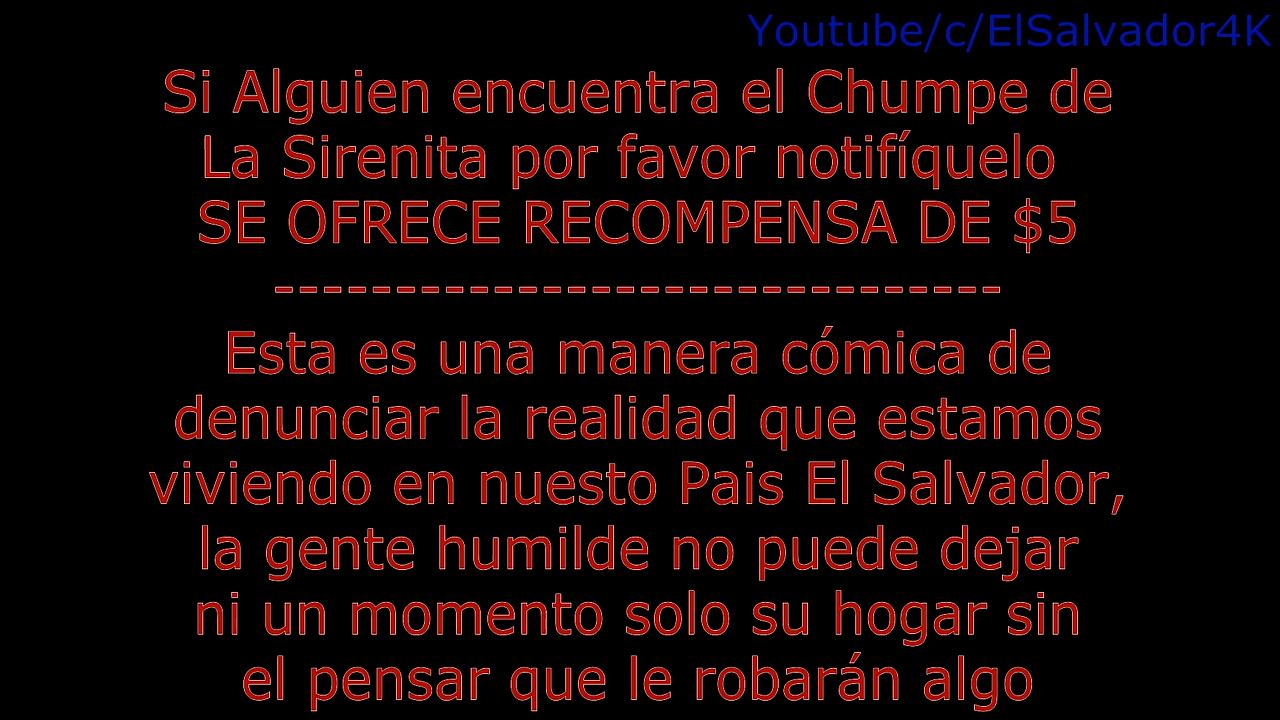 Youtube/c/ElSalvador4K
Si Alguien encuentra el Chumpe de
La Sirenita por favor notifíquelo
SE OFRECE RECOMPENSA DE $5
------------------------------
Esta es una manera cómica de
denunciar la realidad que estamos
viviendo en nuesto Pais El Salvador,
la gente humilde no puede dejar
ni un momento solo su hogar sin
el pensar que le robarán algo